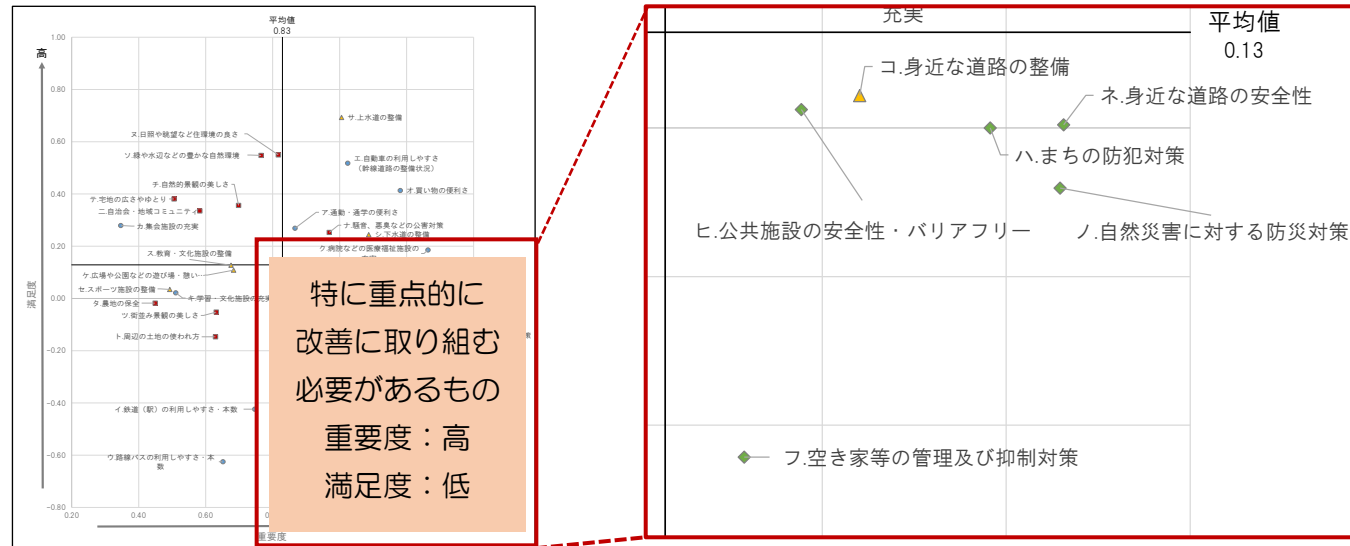 平均値
0.83
高
1.00
0.80
0.60
0.40
0.20
0.00
-0.20
-0.40
-0.60
-0.80
満足度
0.20
0.40
0.60
重要度
サ.上水道の整備
ヌ.日照や眺望など住環境の良さ
ソ.緑や水辺などの豊かな自然環境
エ.自動車の利用しやすさ
(幹線道路の整備状況)
オ.買い物の便利さ
チ.自然的景観の美しさ
テ.宅地の広さやゆとり
ニ.自治会・地域コミュニティ
カ.集会施設の充実
ア.通勤・通学の便利さ
ナ.騒音、悪臭などの公害対策
シ.下水道の整備
ク.病院などの医療福祉施設の
ス.教育・文化施設の整備
ケ.広場や公園などの遊び場・憩い…
セ.スポーツ施設の整備
キ.学習・文化施設の充実
タ.農地の保全
ツ.街並み景観の美しさ
ト.周辺の土地の使われ方
イ.鉄道(駅)の利用しやすさ・本数
ウ.路線バスの利用しやすさ・本
数
特に重点的に
改善に取り組む
必要があるもの
重要度:高
満足度:低
充実
平均値
0.13
コ.身近な道路の整備
ネ.身近な道路の安全性
ハ.まちの防犯対策
ヒ.公共施設の安全性・バリアフリー
ノ.自然災害に対する防災対策
フ.空き家等の管理及び抑制対策